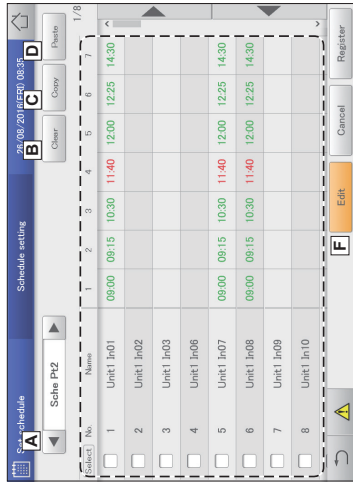 Set schedule Schedule setting 26/08/2016(FRI) 08:35
A B C D
Sche Pt2 Clear Copy Paste
1/8
Select No. Name 1 2 3 4 5 6 7
1 Unit1 In01 09:00 09:15 10:30 11:40 12:00 12:25 14:30
2 Unit1 In02
3 Unit1 In03
4 Unit1 In06
5 Unit1 In07 09:00 09:15 10:30 11:40 12:00 12:25 14:30
6 Unit1 In08 09:00 09:15 10:30 11:40 12:00 12:25 14:30
7 Unit1 In09
8 Unit1 In10
F
Edit Cancel Register